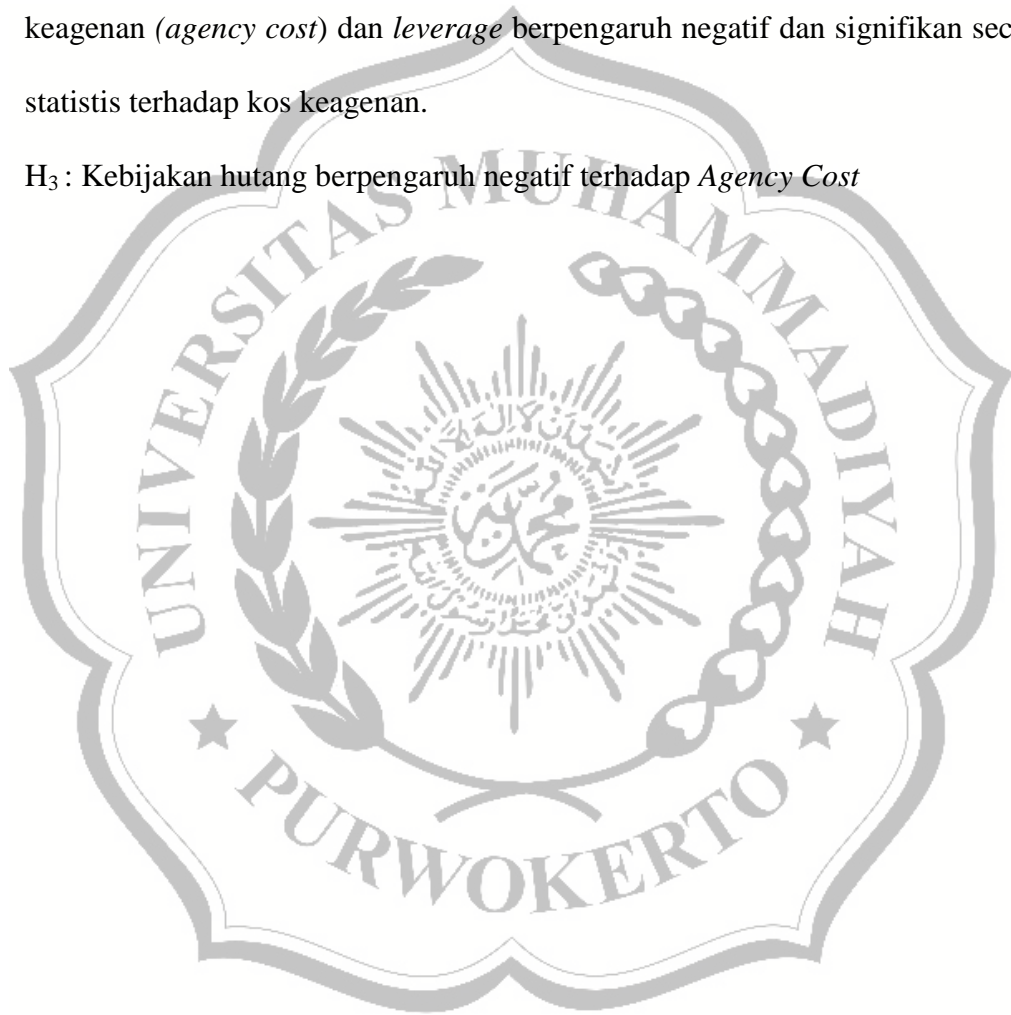 keagenan (agency cost) dan leverage berpengaruh negatif dan signifikan sec
statistis terhadap kos keagenan.
H₃ : Kebijakan hutang berpengaruh negatif terhadap Agency Cost
UNIVERSITAS MUHAMMADIYAH
PURWOKERTO